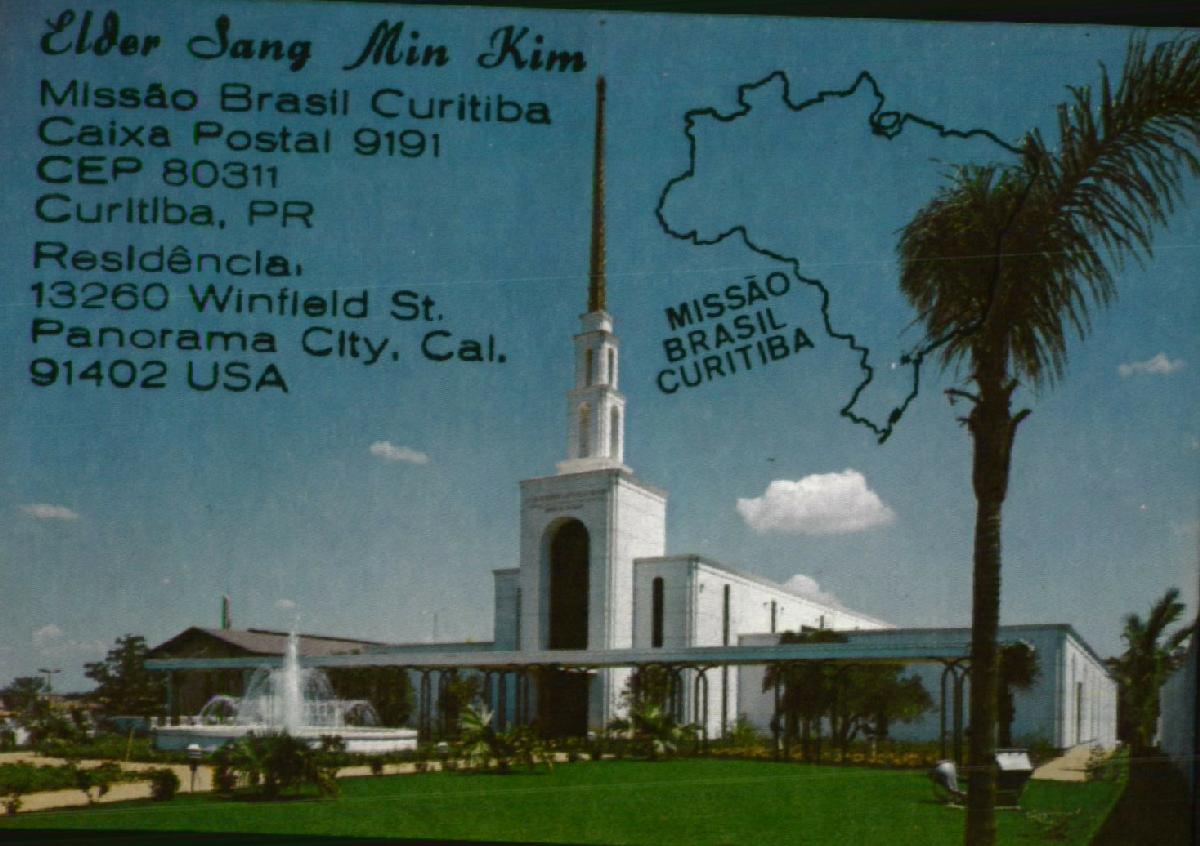 Elder Sang Min Kim
Missão Brasil Curitiba
Caixa Postal 9191
CEP 80311
Curitiba, PR
Residência,
13260 Winfield St.
Panorama City, Cal.
91402 USA
MISSÃO
BRASIL
CURITIBA